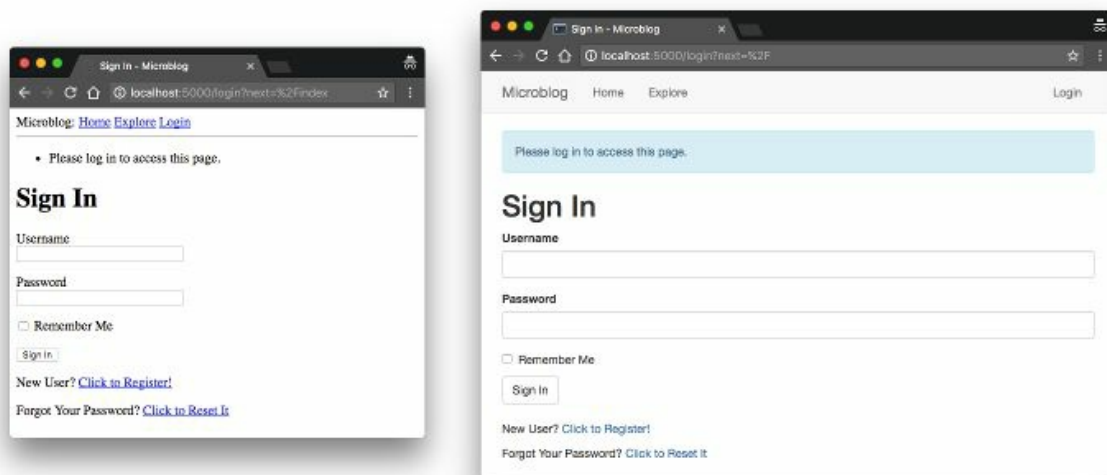 Sign In - Microblog
localhost:5000/login?next=%2Findex
Microblog: Home Explore Login
Please log in to access this page.
Sign In
Username
Password
Remember Me
Sign In
New User? Click to Register!
Forgot Your Password? Click to Reset It
Sign In - Microblog
localhost:5000/login?next=%2F
Microblog Home Explore Login
Please log in to access this page.
Sign In
Username
Password
Remember Me
Sign In
New User? Click to Register!
Forgot Your Password? Click to Reset It